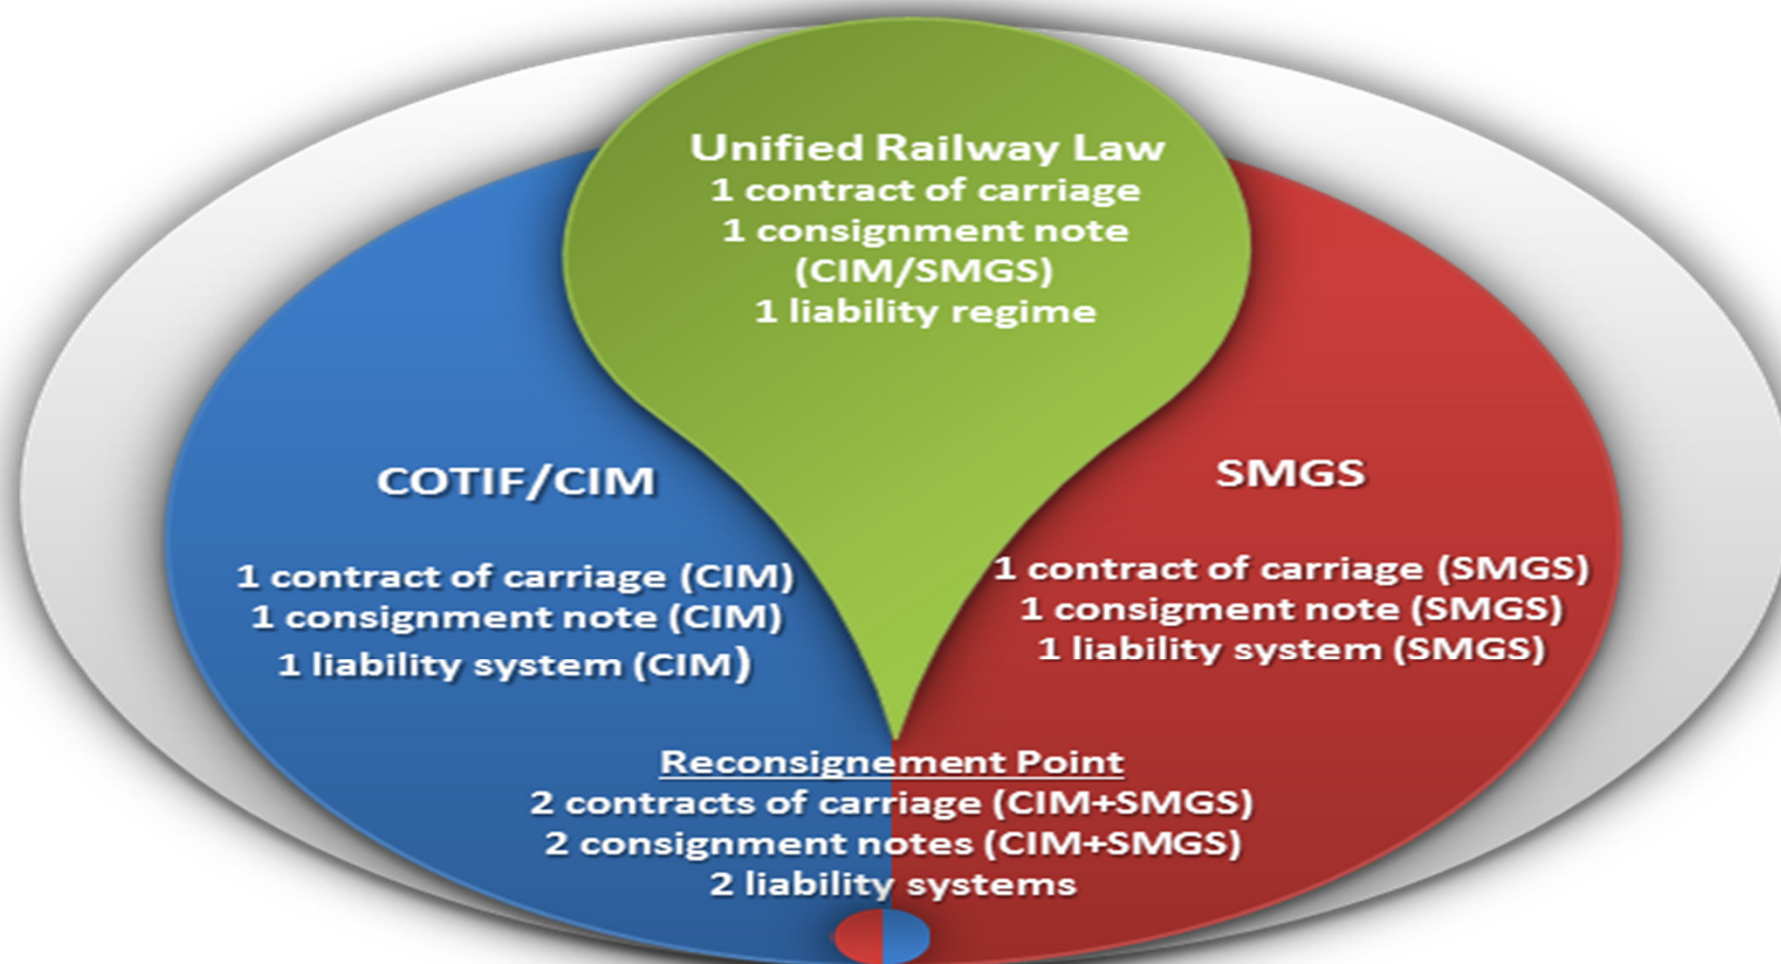 Unified Railway Law
1 contract of carriage
1 consignment note
(CIM/SMGS)
1 liability regime
COTIF/CIM
1 contract of carriage (CIM)
1 consignment note (CIM)
1 liability system (CIM)
SMGS
1 contract of carriage (SMGS)
1 consigment note (SMGS)
1 liability system (SMGS)
Reconsignement Point
2 contracts of carriage (CIM+SMGS)
2 consignment notes (CIM+SMGS)
2 liability systems